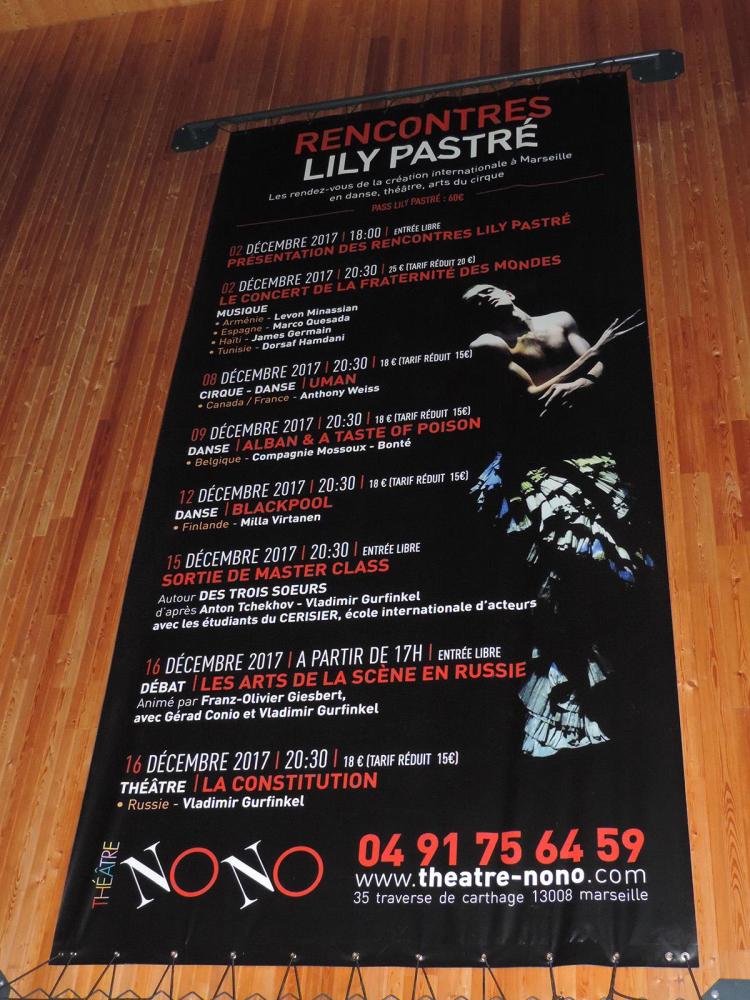 RENCONTRES
LILY PASTRÉ
Les rendez-vous de la création internationale à Marseille
en danse, théâtre, arts du cirque
PASS LILY PASTRÉ : 60€
02 DÉCEMBRE 2017 | 18:00 | ENTRÉE LIBRE
PRÉSENTATION DES RENCONTRES LILY PASTRÉ
02 DÉCEMBRE 2017 | 20:30 | 25 € (TARIF RÉDUIT 20 €)
LE CONCERT DE LA FRATERNITÉ DES MONDES
MUSIQUE
• Arménie - Levon Minassian
• Espagne - Marco Quesada
• Haïti - James Germain
• Tunisie - Dorsaf Hamdani
08 DÉCEMBRE 2017 | 20:30 | 18 € (TARIF RÉDUIT 15€)
CIRQUE - DANSE | UMAN
• Canada / France - Anthony Weiss
09 DÉCEMBRE 2017 | 20:30 | 18 € (TARIF RÉDUIT 15€)
DANSE | ALBAN & A TASTE OF POISON
• Belgique - Compagnie Mossoux - Bonté
12 DÉCEMBRE 2017 | 20:30 | 18 € (TARIF RÉDUIT 15€)
DANSE | BLACKPOOL
• Finlande - Milla Virtanen
15 DÉCEMBRE 2017 | 20:30 | ENTRÉE LIBRE
SORTIE DE MASTER CLASS
Autour DES TROIS SOEURS
d'après Anton Tchekhov - Vladimir Gurfinkel
avec les étudiants du CERISIER, école internationale d'acteurs
16 DÉCEMBRE 2017 | A PARTIR DE 17H | ENTRÉE LIBRE
DÉBAT | LES ARTS DE LA SCÈNE EN RUSSIE
Animé par Franz-Olivier Giesbert,
avec Gérad Conio et Vladimir Gurfinkel
16 DÉCEMBRE 2017 | 20:30 | 18 € (TARIF RÉDUIT 15€)
THÉÂTRE | LA CONSTITUTION
• Russie - Vladimir Gurfinkel
THÉÂTRE NONO
04 91 75 64 59
www.theatre-nono.com
35 traverse de carthage 13008 marseille